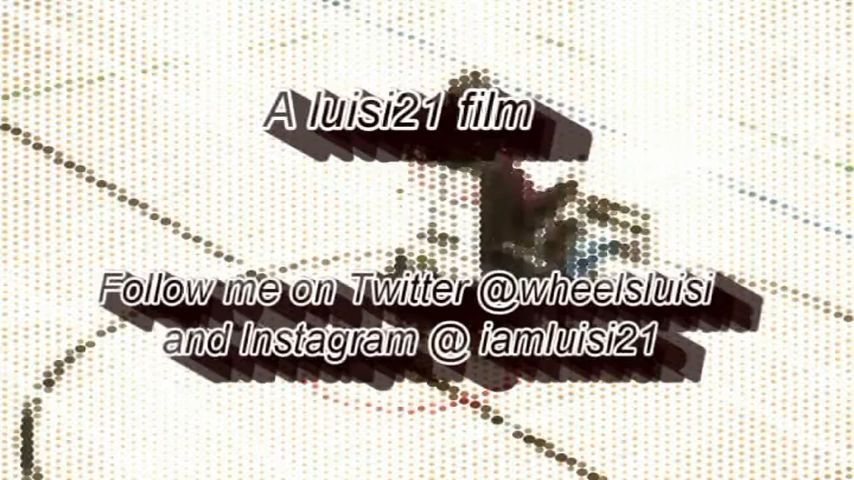 A luisi21 film
Follow me on Twitter @wheelsluisi
and Instagram @ iamluisi21